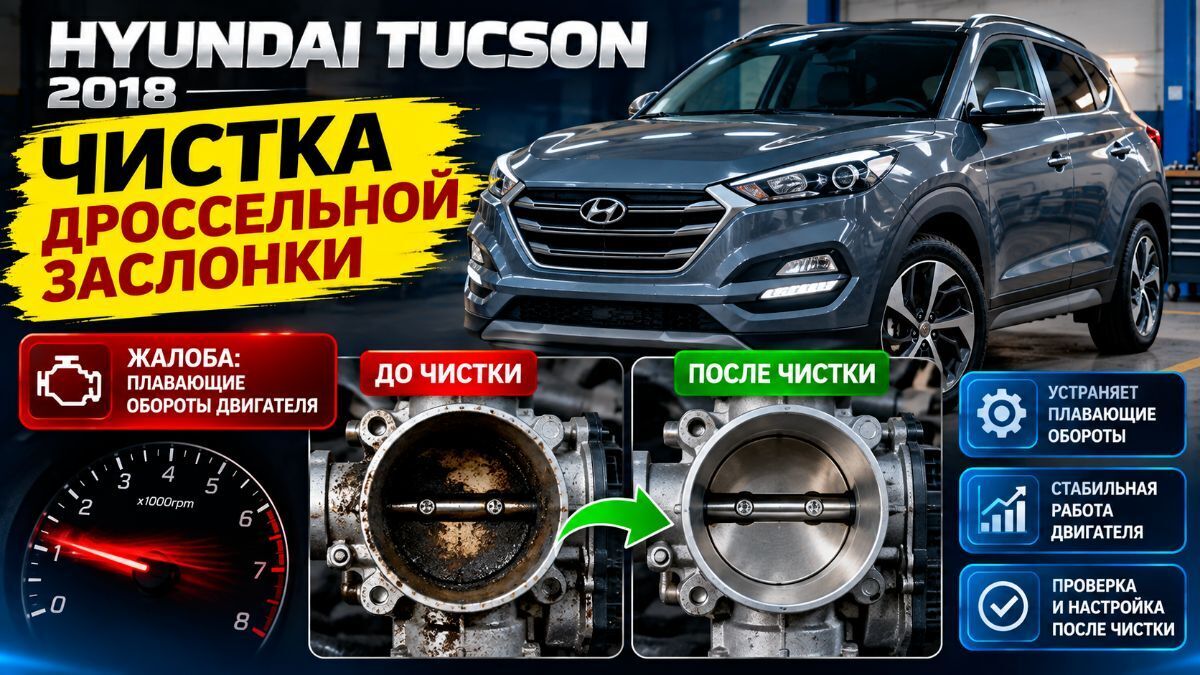 HYUNDAI TUCSON
2018
ЧИСТКА
ДРОССЕЛЬНОЙ
ЗАСЛОНКИ
ЖАЛОБА:
ПЛАВАЮЩИЕ
ОБОРОТЫ ДВИГАТЕЛЯ
0
1
2
3
4
5
6
7
8
x1000rpm
ДО ЧИСТКИ
ПОСЛЕ ЧИСТКИ
УСТРАНЯЕТ
ПЛАВАЮЩИЕ
ОБОРОТЫ
СТАБИЛЬНАЯ
РАБОТА
ДВИГАТЕЛЯ
ПРОВЕРКА
И НАСТРОЙКА
ПОСЛЕ ЧИСТКИ